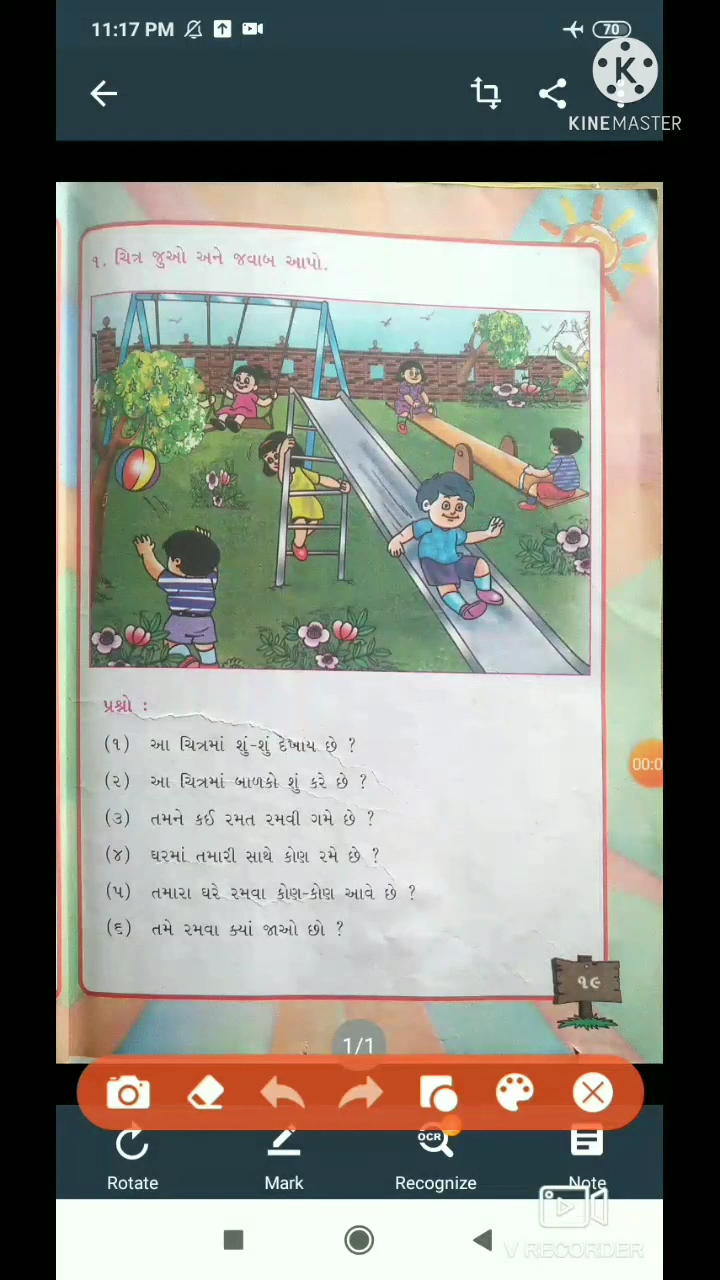 11:17 PM
70
K
KINEMASTER
૧. ચિત્ર જુઓ અને જવાબ આપો.
પ્રશ્નો :
(૧) આ ચિત્રમાં શું-શું દેખાય છે ?
(૨) આ ચિત્રમાં બાળકો શું કરે છે ?
(૩) તમને કઈ રમત રમવી ગમે છે ?
(૪) ઘરમાં તમારી સાથે કોણ રમે છે ?
(૫) તમારા ઘરે રમવા કોણ-કોણ આવે છે ?
(૬) તમે રમવા ક્યાં જાઓ છો ?
૧૯
00:0
1/1
OCR
Rotate Mark Recognize Note
V RECORDER